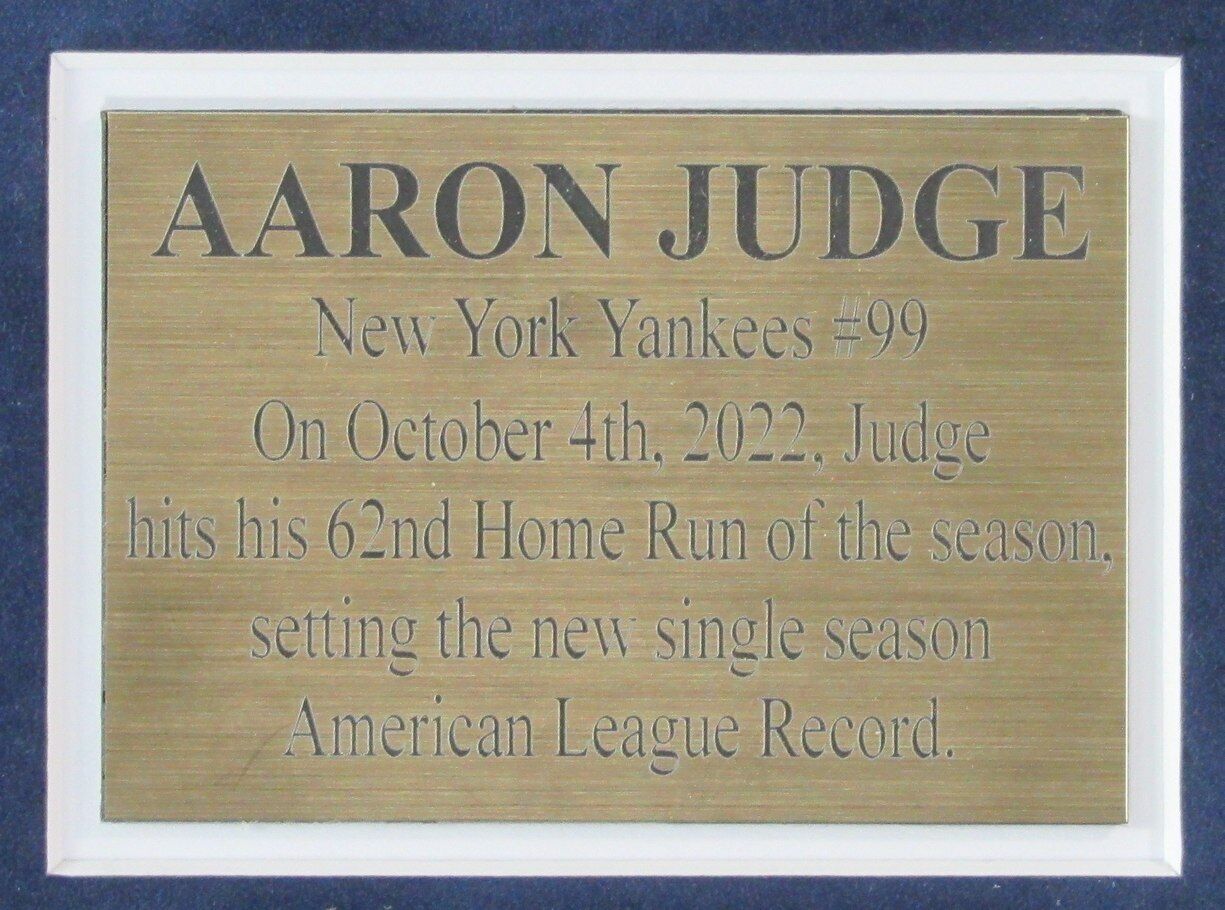 AARON JUDGE
New York Yankees #99
On October 4th, 2022, Judge
hits his 62nd Home Run of the season,
setting the new single season
American League Record.